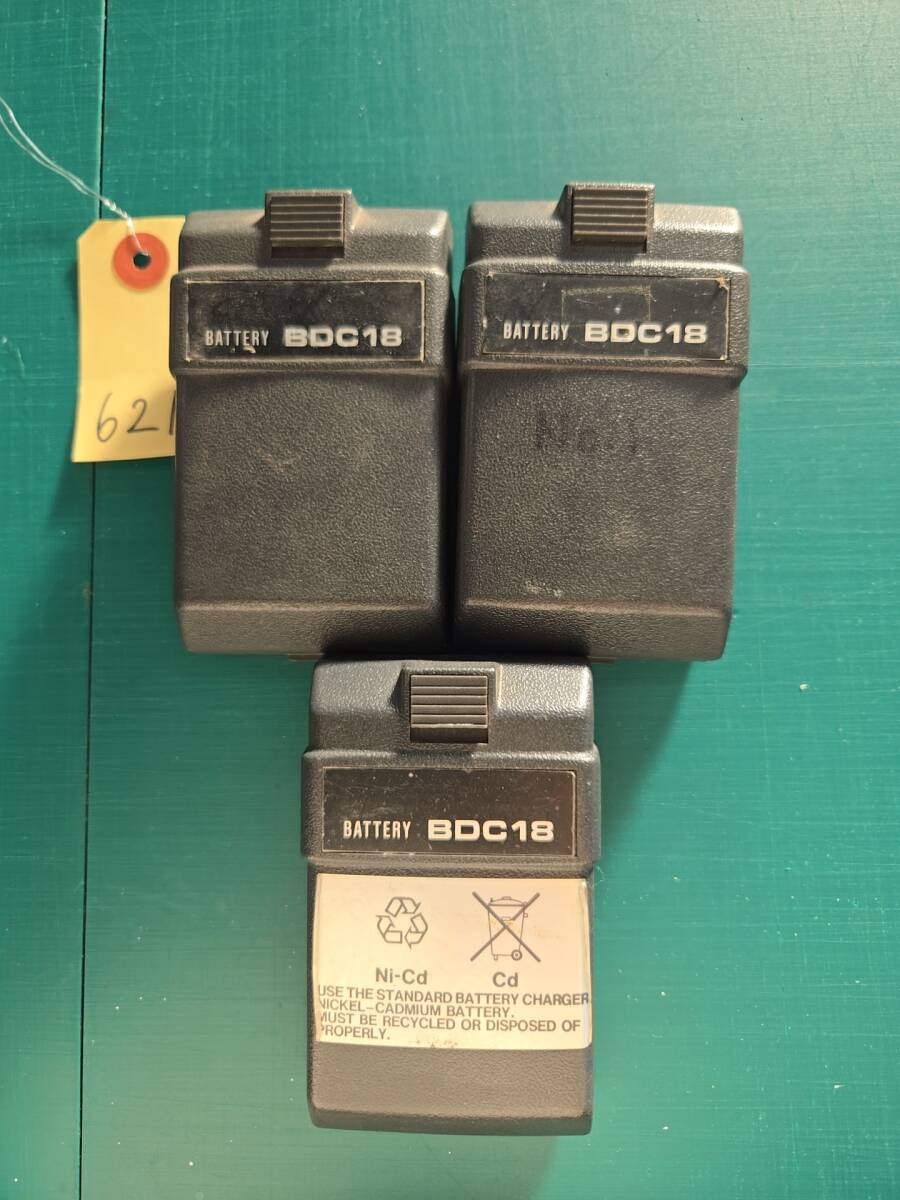 BATTERY BDC18
BATTERY BDC18
621
BATTERY BDC18
Ni-Cd Cd
USE THE STANDARD BATTERY CHARGER.
NICKEL-CADMIUM BATTERY.
MUST BE RECYCLED OR DISPOSED OF
PROPERLY.